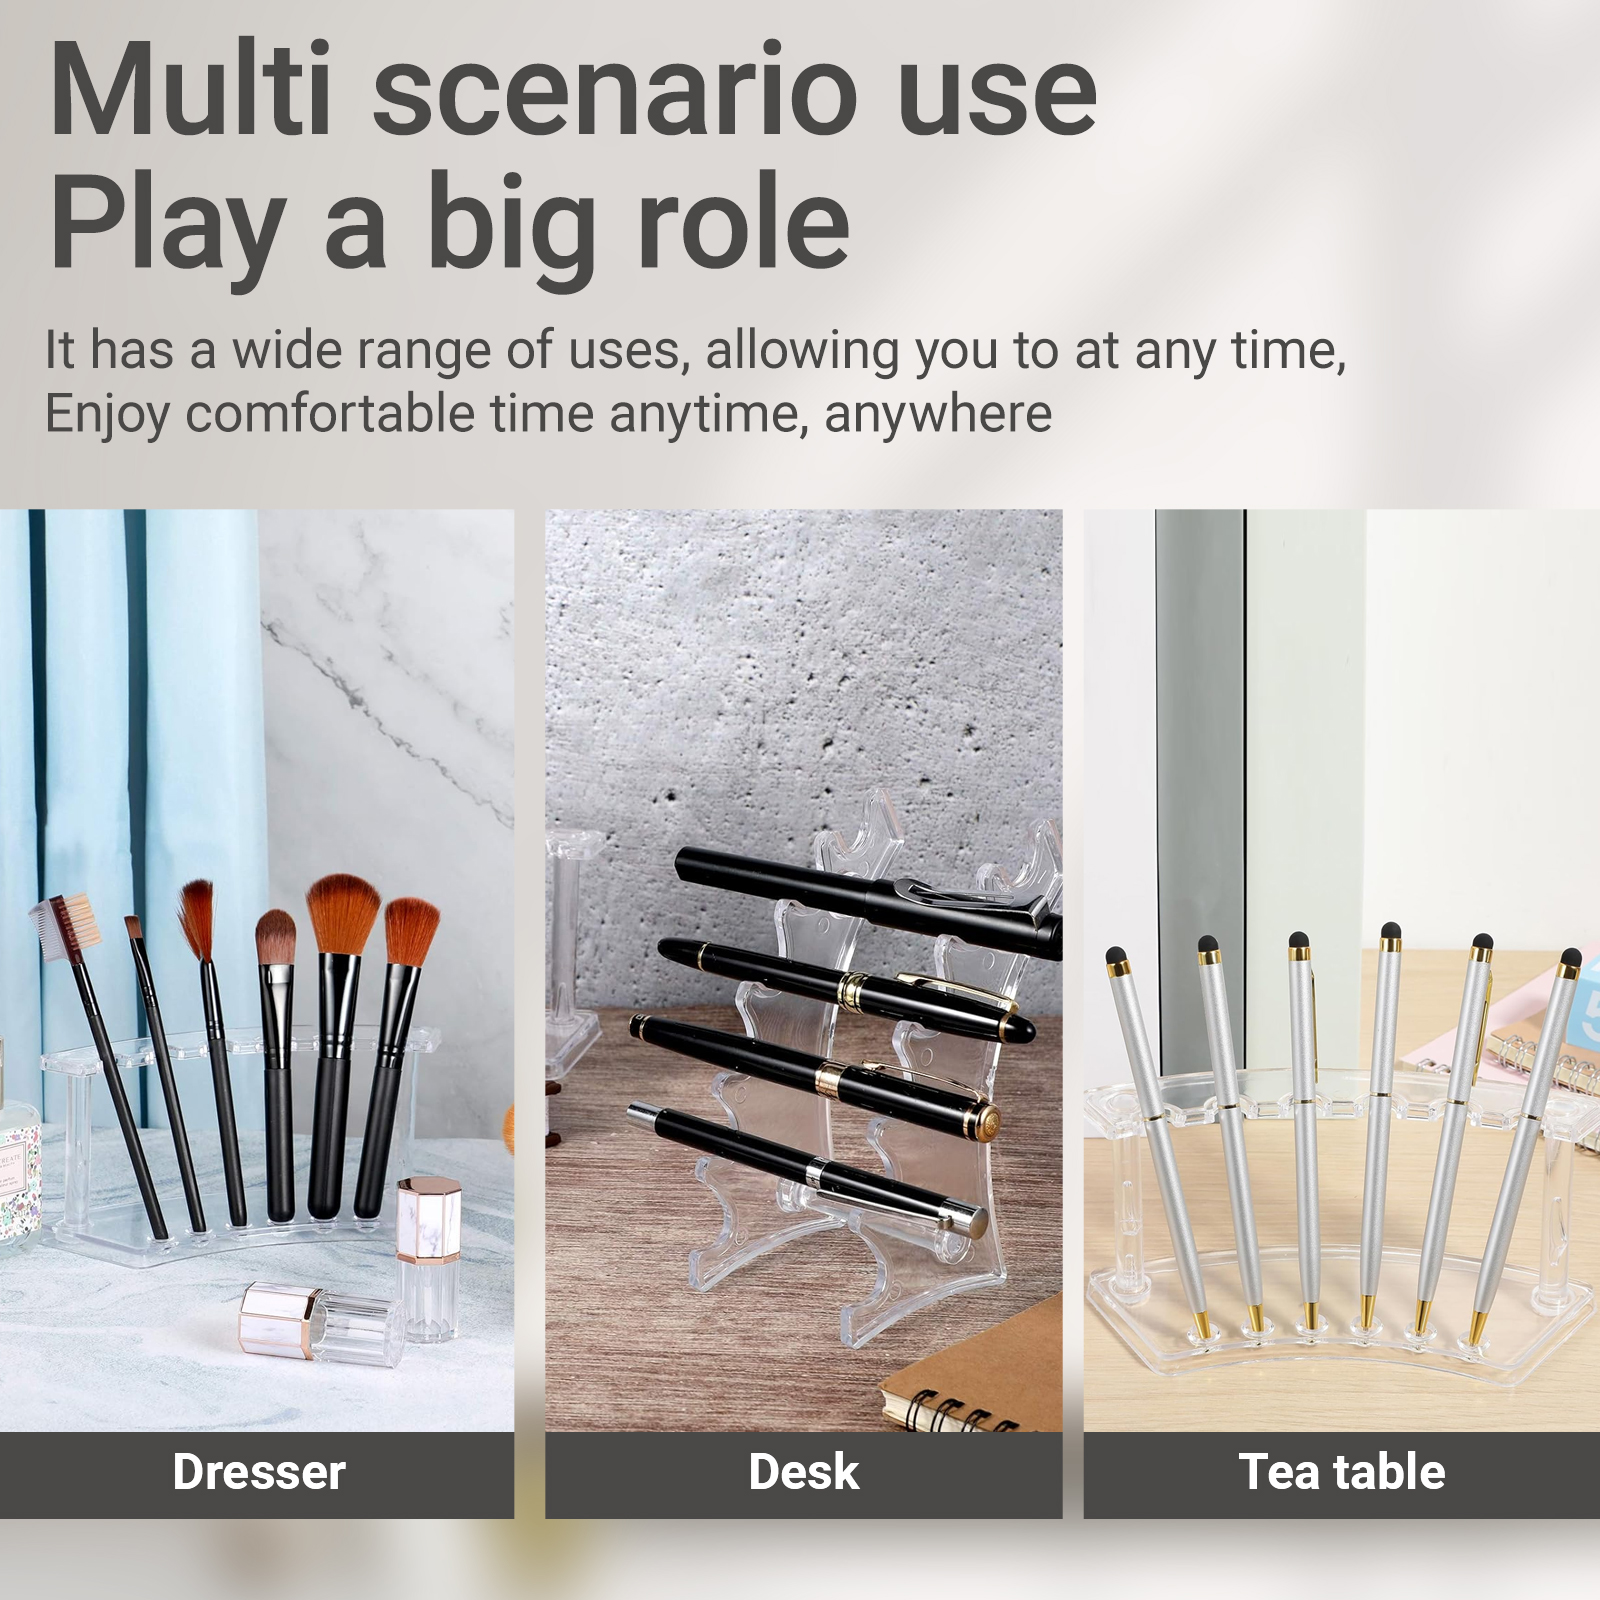 Multi scenario use
Play a big role
It has a wide range of uses, allowing you to at any time,
Enjoy comfortable time anytime, anywhere
Dresser
Desk
Tea table
5